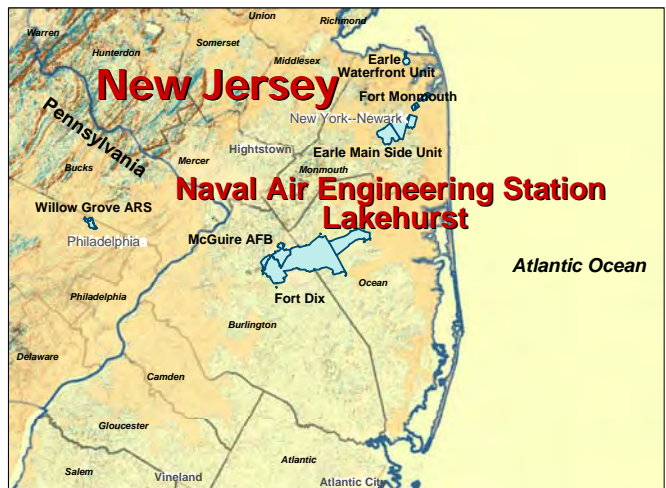 Union
Richmond
Warren
Somerset
Hunterdon
Middlesex
Earle
Waterfront Unit
New Jersey
Fort Monmouth
Pennsylvania
New York--Newark
Hightstown
Earle Main Side Unit
Mercer
Bucks
Monmouth
Naval Air Engineering Station
Lakehurst
Willow Grove ARS
Philadelphia
McGuire AFB
Atlantic Ocean
Ocean
Philadelphia
Fort Dix
Burlington
Delaware
Camden
Gloucester
Atlantic
Salem
Vineland
Atlantic City